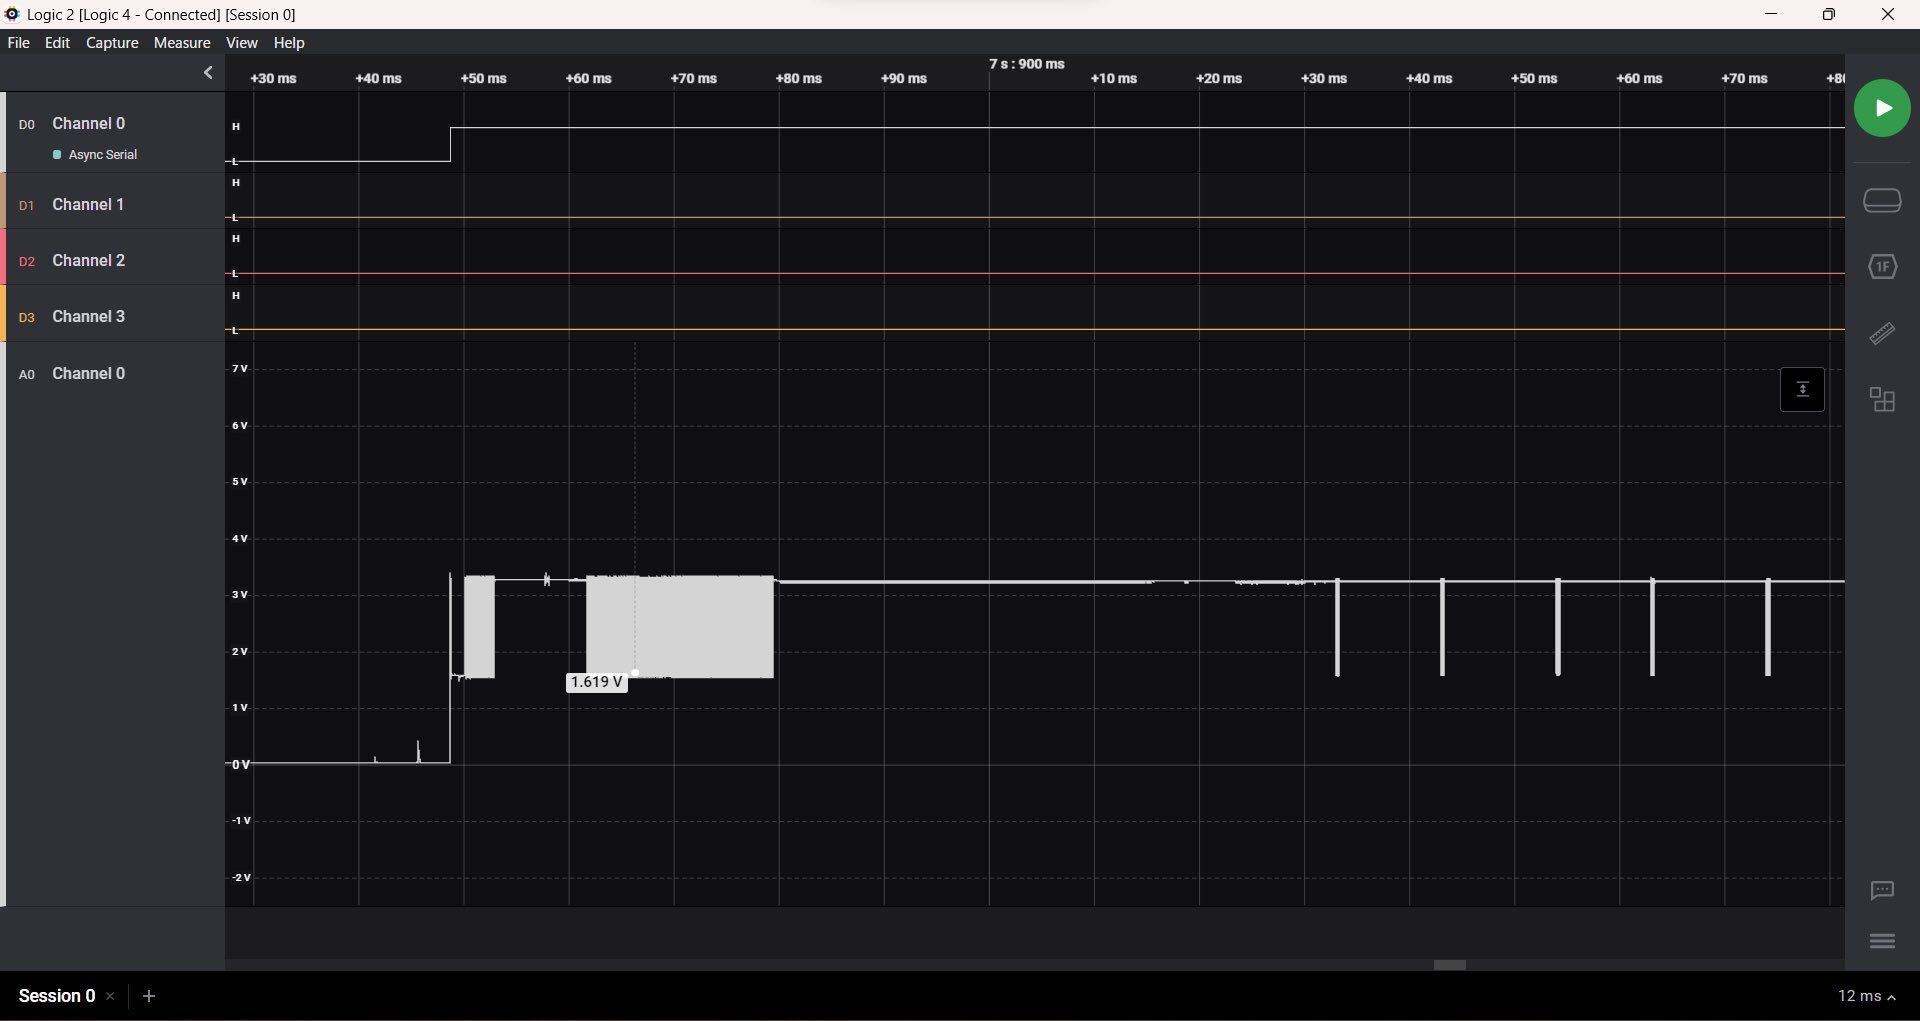 Logic 2 [Logic 4 - Connected] [Session 0]
File Edit Capture Measure View Help
7 s : 900 ms
+30 ms +40 ms +50 ms +60 ms +70 ms +80 ms +90 ms +10 ms +20 ms +30 ms +40 ms +50 ms +60 ms +70 ms +80
D0 Channel 0
Async Serial
H
L
D1 Channel 1
H
L
D2 Channel 2
H
L
D3 Channel 3
H
L
A0 Channel 0
7 V
6 V
5 V
4 V
3 V
2 V
1.619 V
1 V
0 V
-1 V
-2 V
1F
Session 0
12 ms